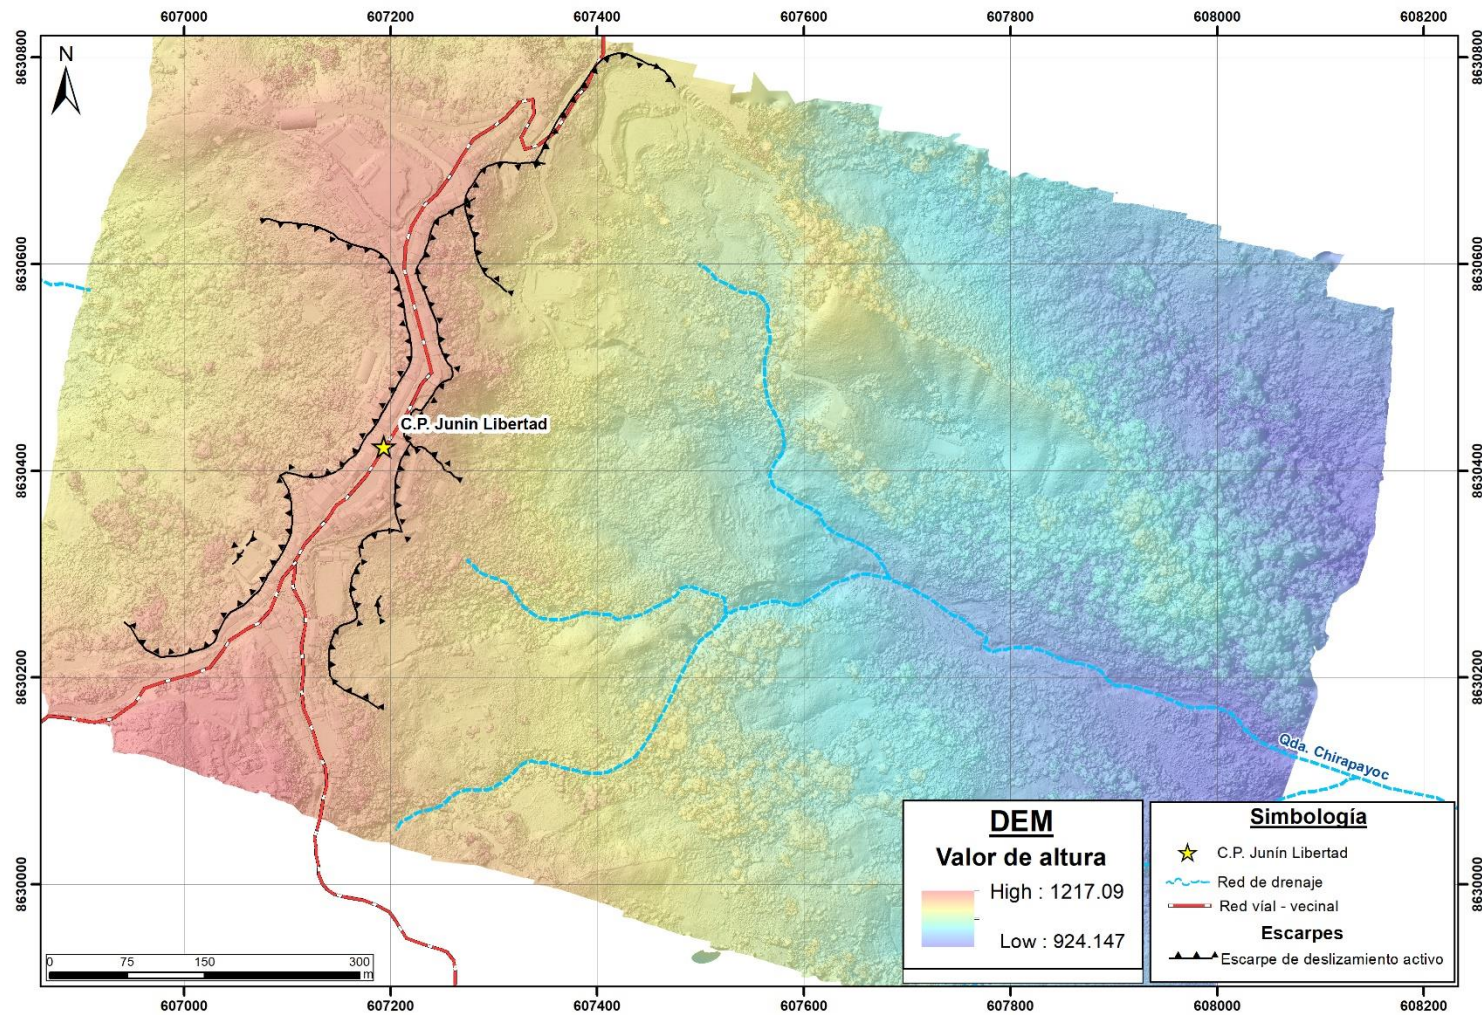 607000 607200 607400 607600 607800 608000 608200
8630800 8630800
N
8630600 8630600
C.P. Junin Libertad
8630400 8630400
8630200 8630200
Qda. Chirapayoc
DEM
Valor de altura
High : 1217.09
Low : 924.147
Simbología
C.P. Junín Libertad
Red de drenaje
Red víal - vecinal
Escarpes
Escarpe de deslizamiento activo
8630000 8630000
0 75 150 300
m
607000 607200 607400 607600 607800 608000 608200